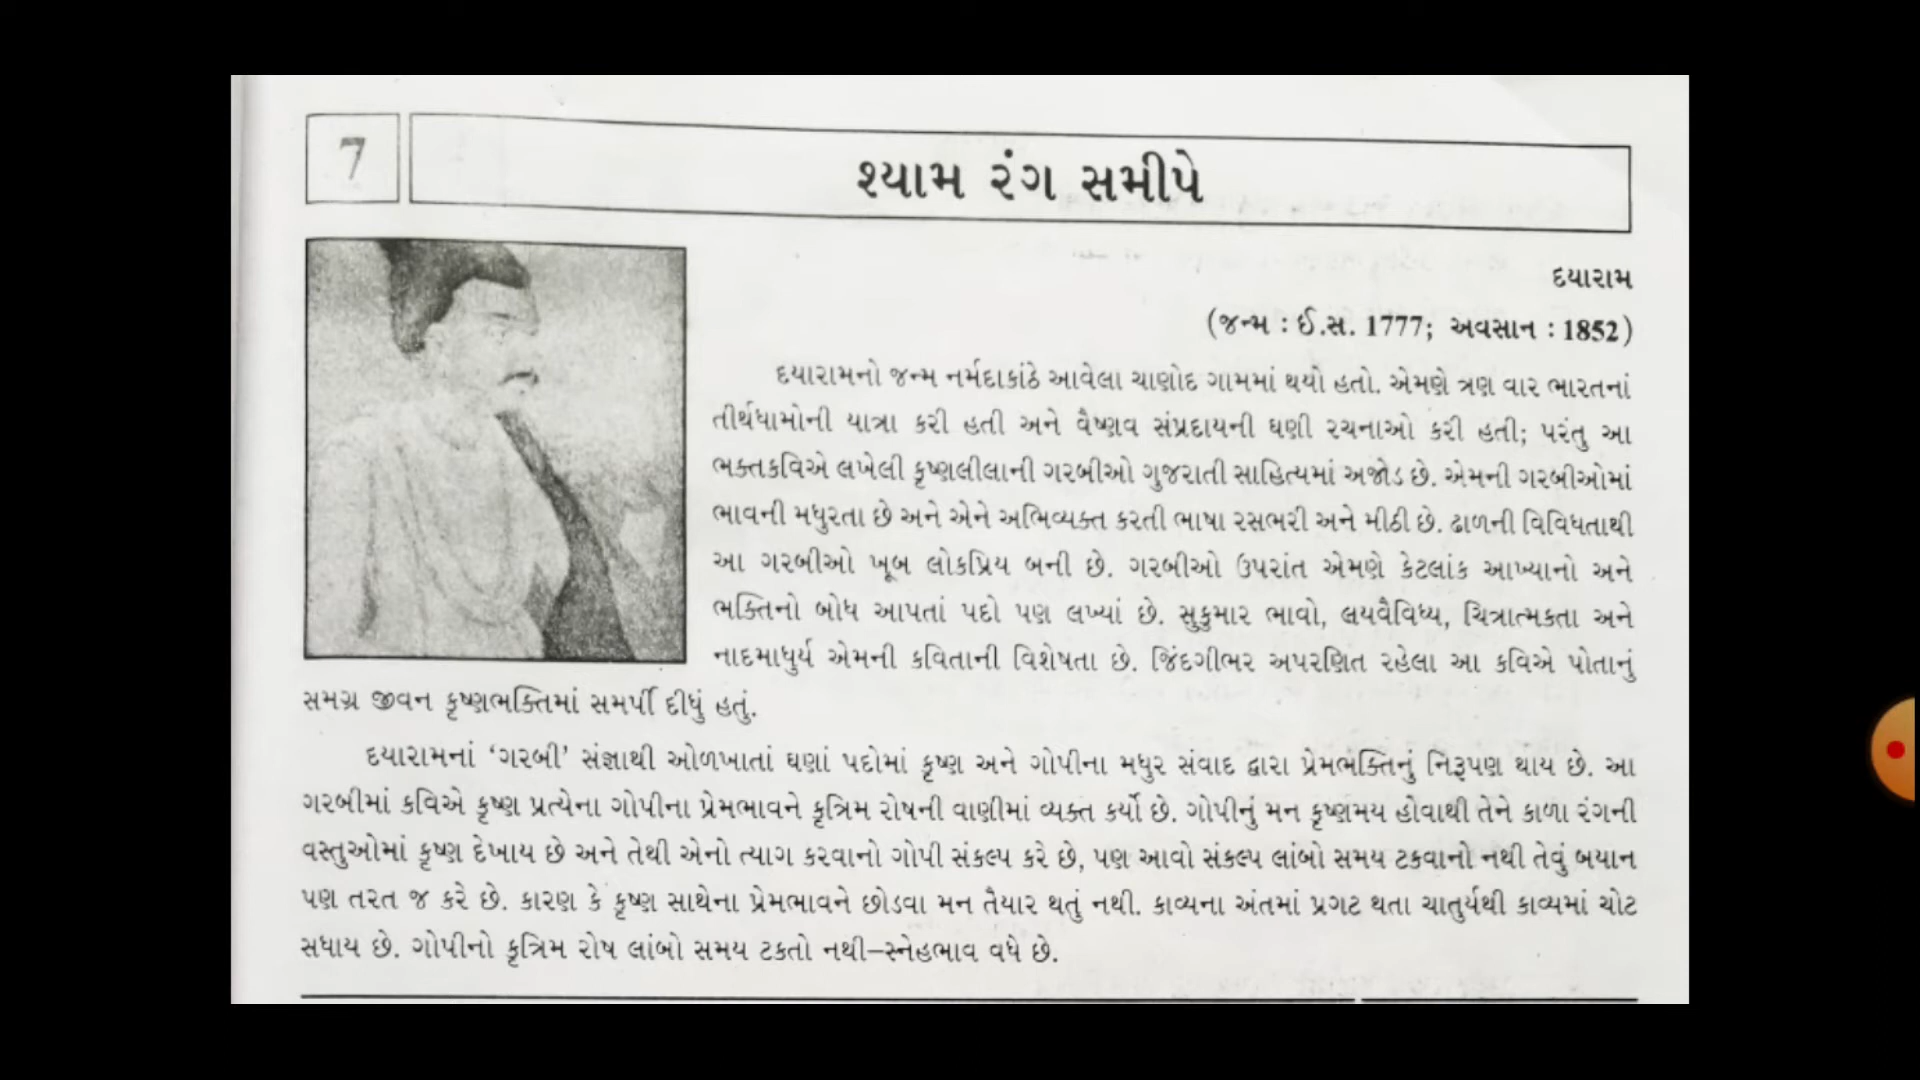 7
શ્યામ રંગ સમીપે
દયારામ
(જન્મ : ઈ.સ. 1777; અવસાન : 1852)
દયારામનો જન્મ નર્મદાકાંઠે આવેલા ચાણોદ ગામમાં થયો હતો. એમણે ત્રણ વાર ભારતનાં
તીર્થધામોની યાત્રા કરી હતી અને વૈષ્ણવ સંપ્રદાયની ઘણી રચનાઓ કરી હતી; પરંતુ આ
ભક્તકવિએ લખેલી કૃષ્ણલીલાની ગરબીઓ ગુજરાતી સાહિત્યમાં અજોડ છે. એમની ગરબીઓમાં
ભાવની મધુરતા છે અને એને અભિવ્યક્ત કરતી ભાષા રસભરી અને મીઠી છે. ઢાળની વિવિધતાથી
આ ગરબીઓ ખૂબ લોકપ્રિય બની છે. ગરબીઓ ઉપરાંત એમણે કેટલાંક આખ્યાનો અને
ભક્તિનો બોધ આપતાં પદો પણ લખ્યાં છે. સુકુમાર ભાવો, લયવૈવિધ્ય, ચિત્રાત્મકતા અને
નાદમાધુર્ય એમની કવિતાની વિશેષતા છે. જિંદગીભર અપરણિત રહેલા આ કવિએ પોતાનું
સમગ્ર જીવન કૃષ્ણભક્તિમાં સમર્પી દીધું હતું.
દયારામનાં ‘ગરબી’ સંજ્ઞાથી ઓળખાતાં ઘણાં પદોમાં કૃષ્ણ અને ગોપીના મધુર સંવાદ દ્વારા પ્રેમભક્તિનું નિરૂપણ થાય છે. આ
ગરબીમાં કવિએ કૃષ્ણ પ્રત્યેના ગોપીના પ્રેમભાવને કૃત્રિમ રોષની વાણીમાં વ્યક્ત કર્યો છે. ગોપીનું મન કૃષ્ણમય હોવાથી તેને કાળા રંગની
વસ્તુઓમાં કૃષ્ણ દેખાય છે અને તેથી એનો ત્યાગ કરવાનો ગોપી સંકલ્પ કરે છે, પણ આવો સંકલ્પ લાંબો સમય ટકવાનો નથી તેવું બયાન
પણ તરત જ કરે છે. કારણ કે કૃષ્ણ સાથેના પ્રેમભાવને છોડવા મન તૈયાર થતું નથી. કાવ્યના અંતમાં પ્રગટ થતા ચાતુર્યથી કાવ્યમાં ચોટ
સધાય છે. ગોપીનો કૃત્રિમ રોષ લાંબો સમય ટકતો નથી–સ્નેહભાવ વધે છે.